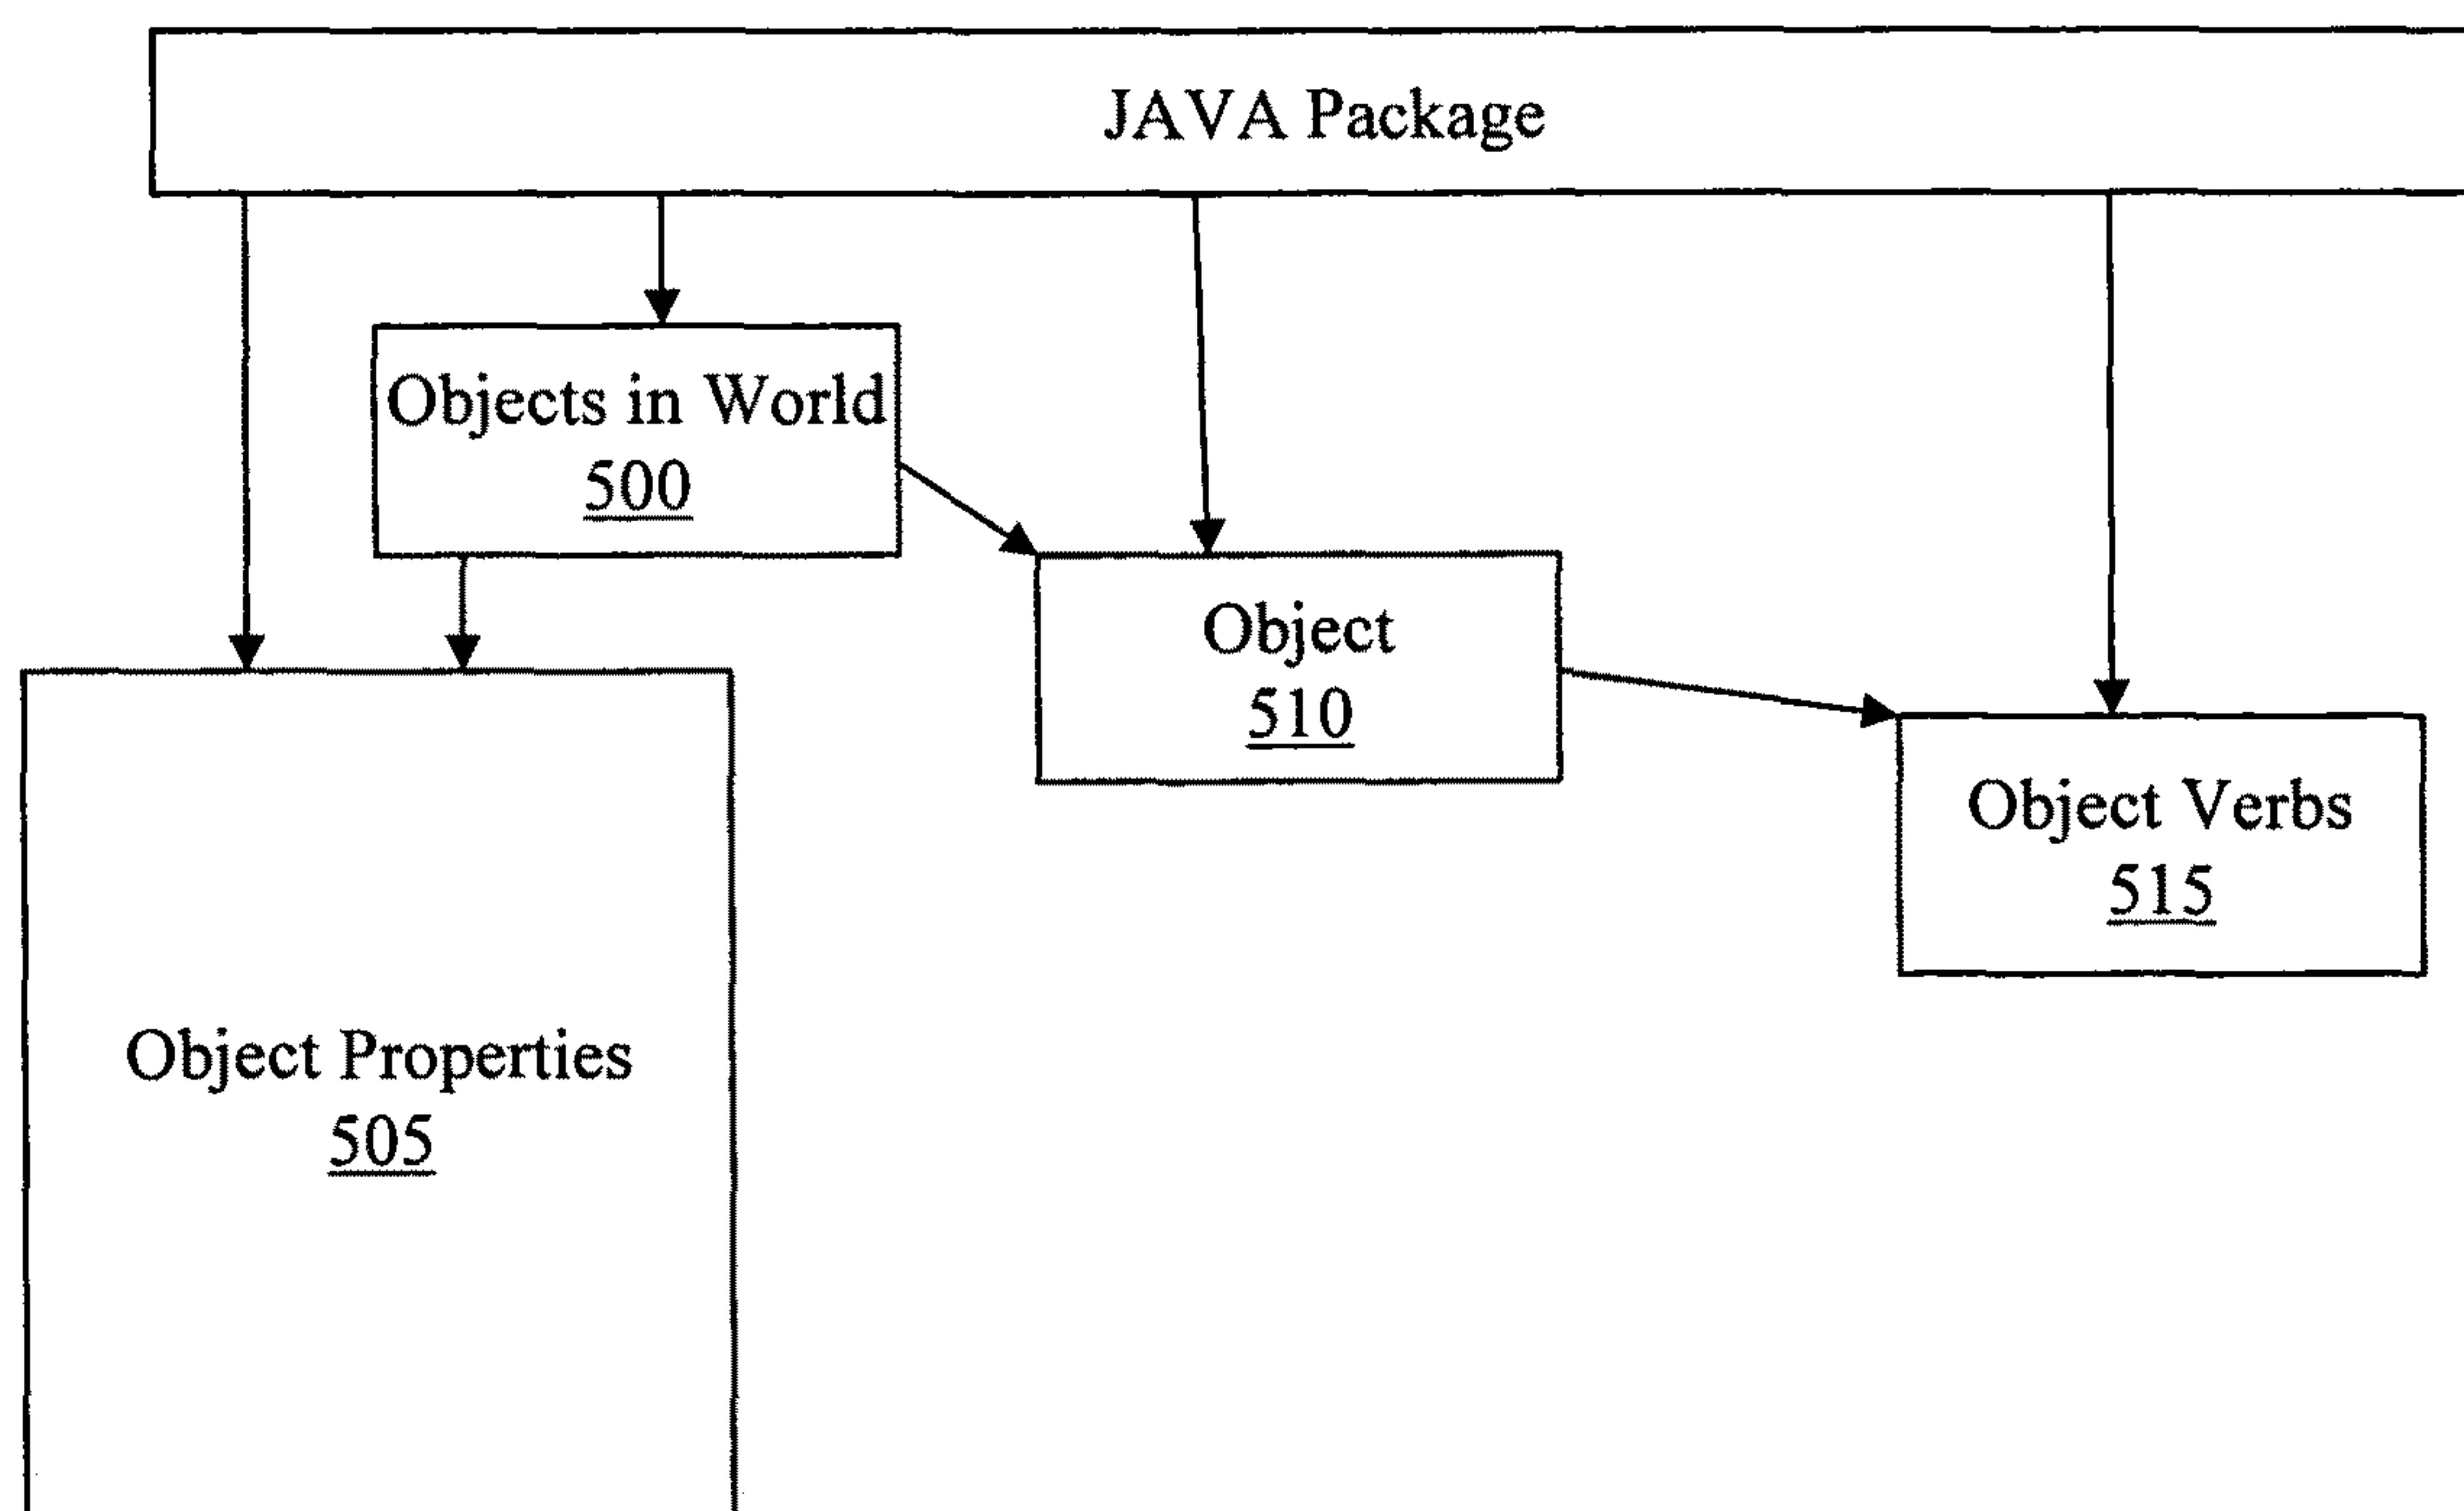 JAVA Package
Objects in World
500
Object
510
Object Verbs
515
Object Properties
505